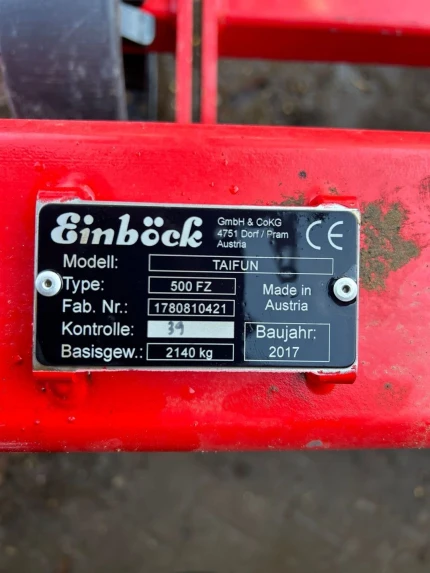 Einböck
GmbH & CoKG
4751 Dorf / Pram
Austria
CE
Modell: TAIFUN
Type: 500 FZ
Fab. Nr.: 1780810421
Kontrolle: 39
Basisgew.: 2140 kg
Made in
Austria
Baujahr:
2017